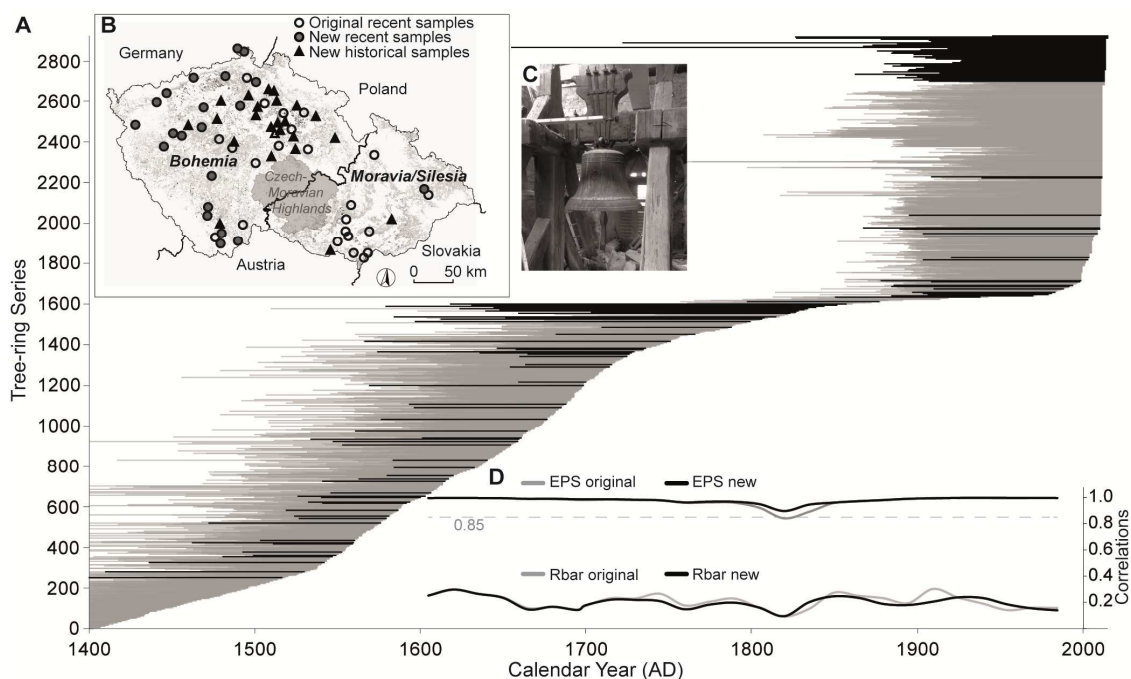 A
B
Original recent samples
New recent samples
New historical samples
Germany
Poland
Bohemia
Moravia/Silesia
Czech-
Moravian
Highlands
Slovakia
Austria
0 50 km
C
Tree-ring Series
2800
2600
2400
2200
2000
1800
1600
1400
1200
1000
800
600
400
200
0
D
EPS original
EPS new
0.85
Rbar original
Rbar new
1.0
0.8
0.6
0.4
0.2
Correlations
1400 1500 1600 1700 1800 1900 2000
Calendar Year (AD)